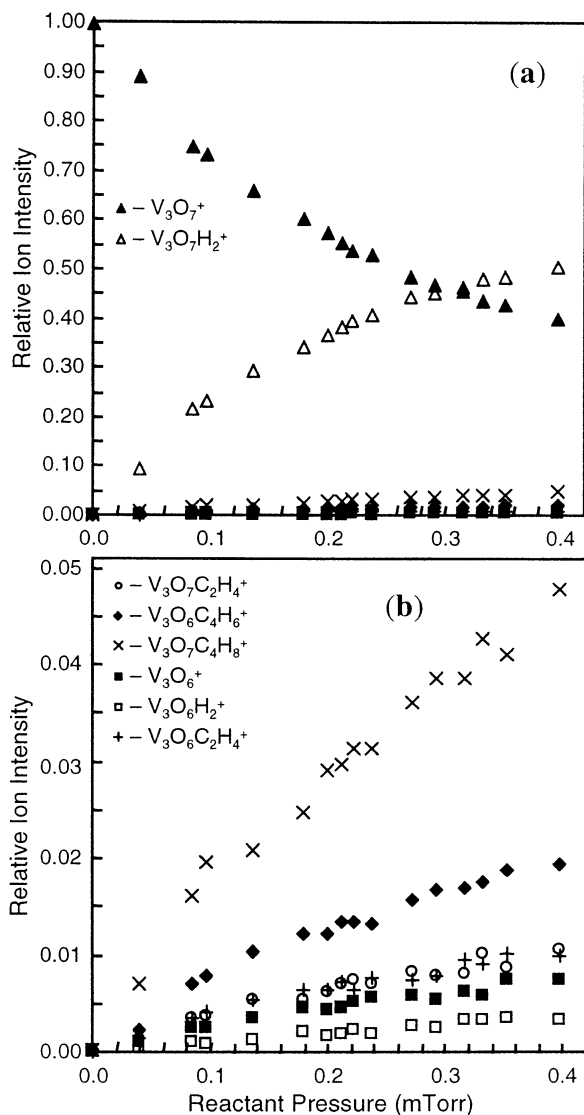 1.00
(a)
0.90
0.80
0.70
0.60
▲ – V₃O₇⁺
△ – V₃O₇H₂⁺
0.50
0.40
0.30
0.20
0.10
0.00
Relative Ion Intensity
0.0 0.1 0.2 0.3 0.4
0.05
(b)
○ – V₃O₇C₂H₄⁺
◆ – V₃O₆C₄H₆⁺
× – V₃O₇C₄H₈⁺
■ – V₃O₆⁺
□ – V₃O₆H₂⁺
+ – V₃O₆C₂H₄⁺
0.04
0.03
0.02
0.01
0.00
Relative Ion Intensity
0.0 0.1 0.2 0.3 0.4
Reactant Pressure (mTorr)